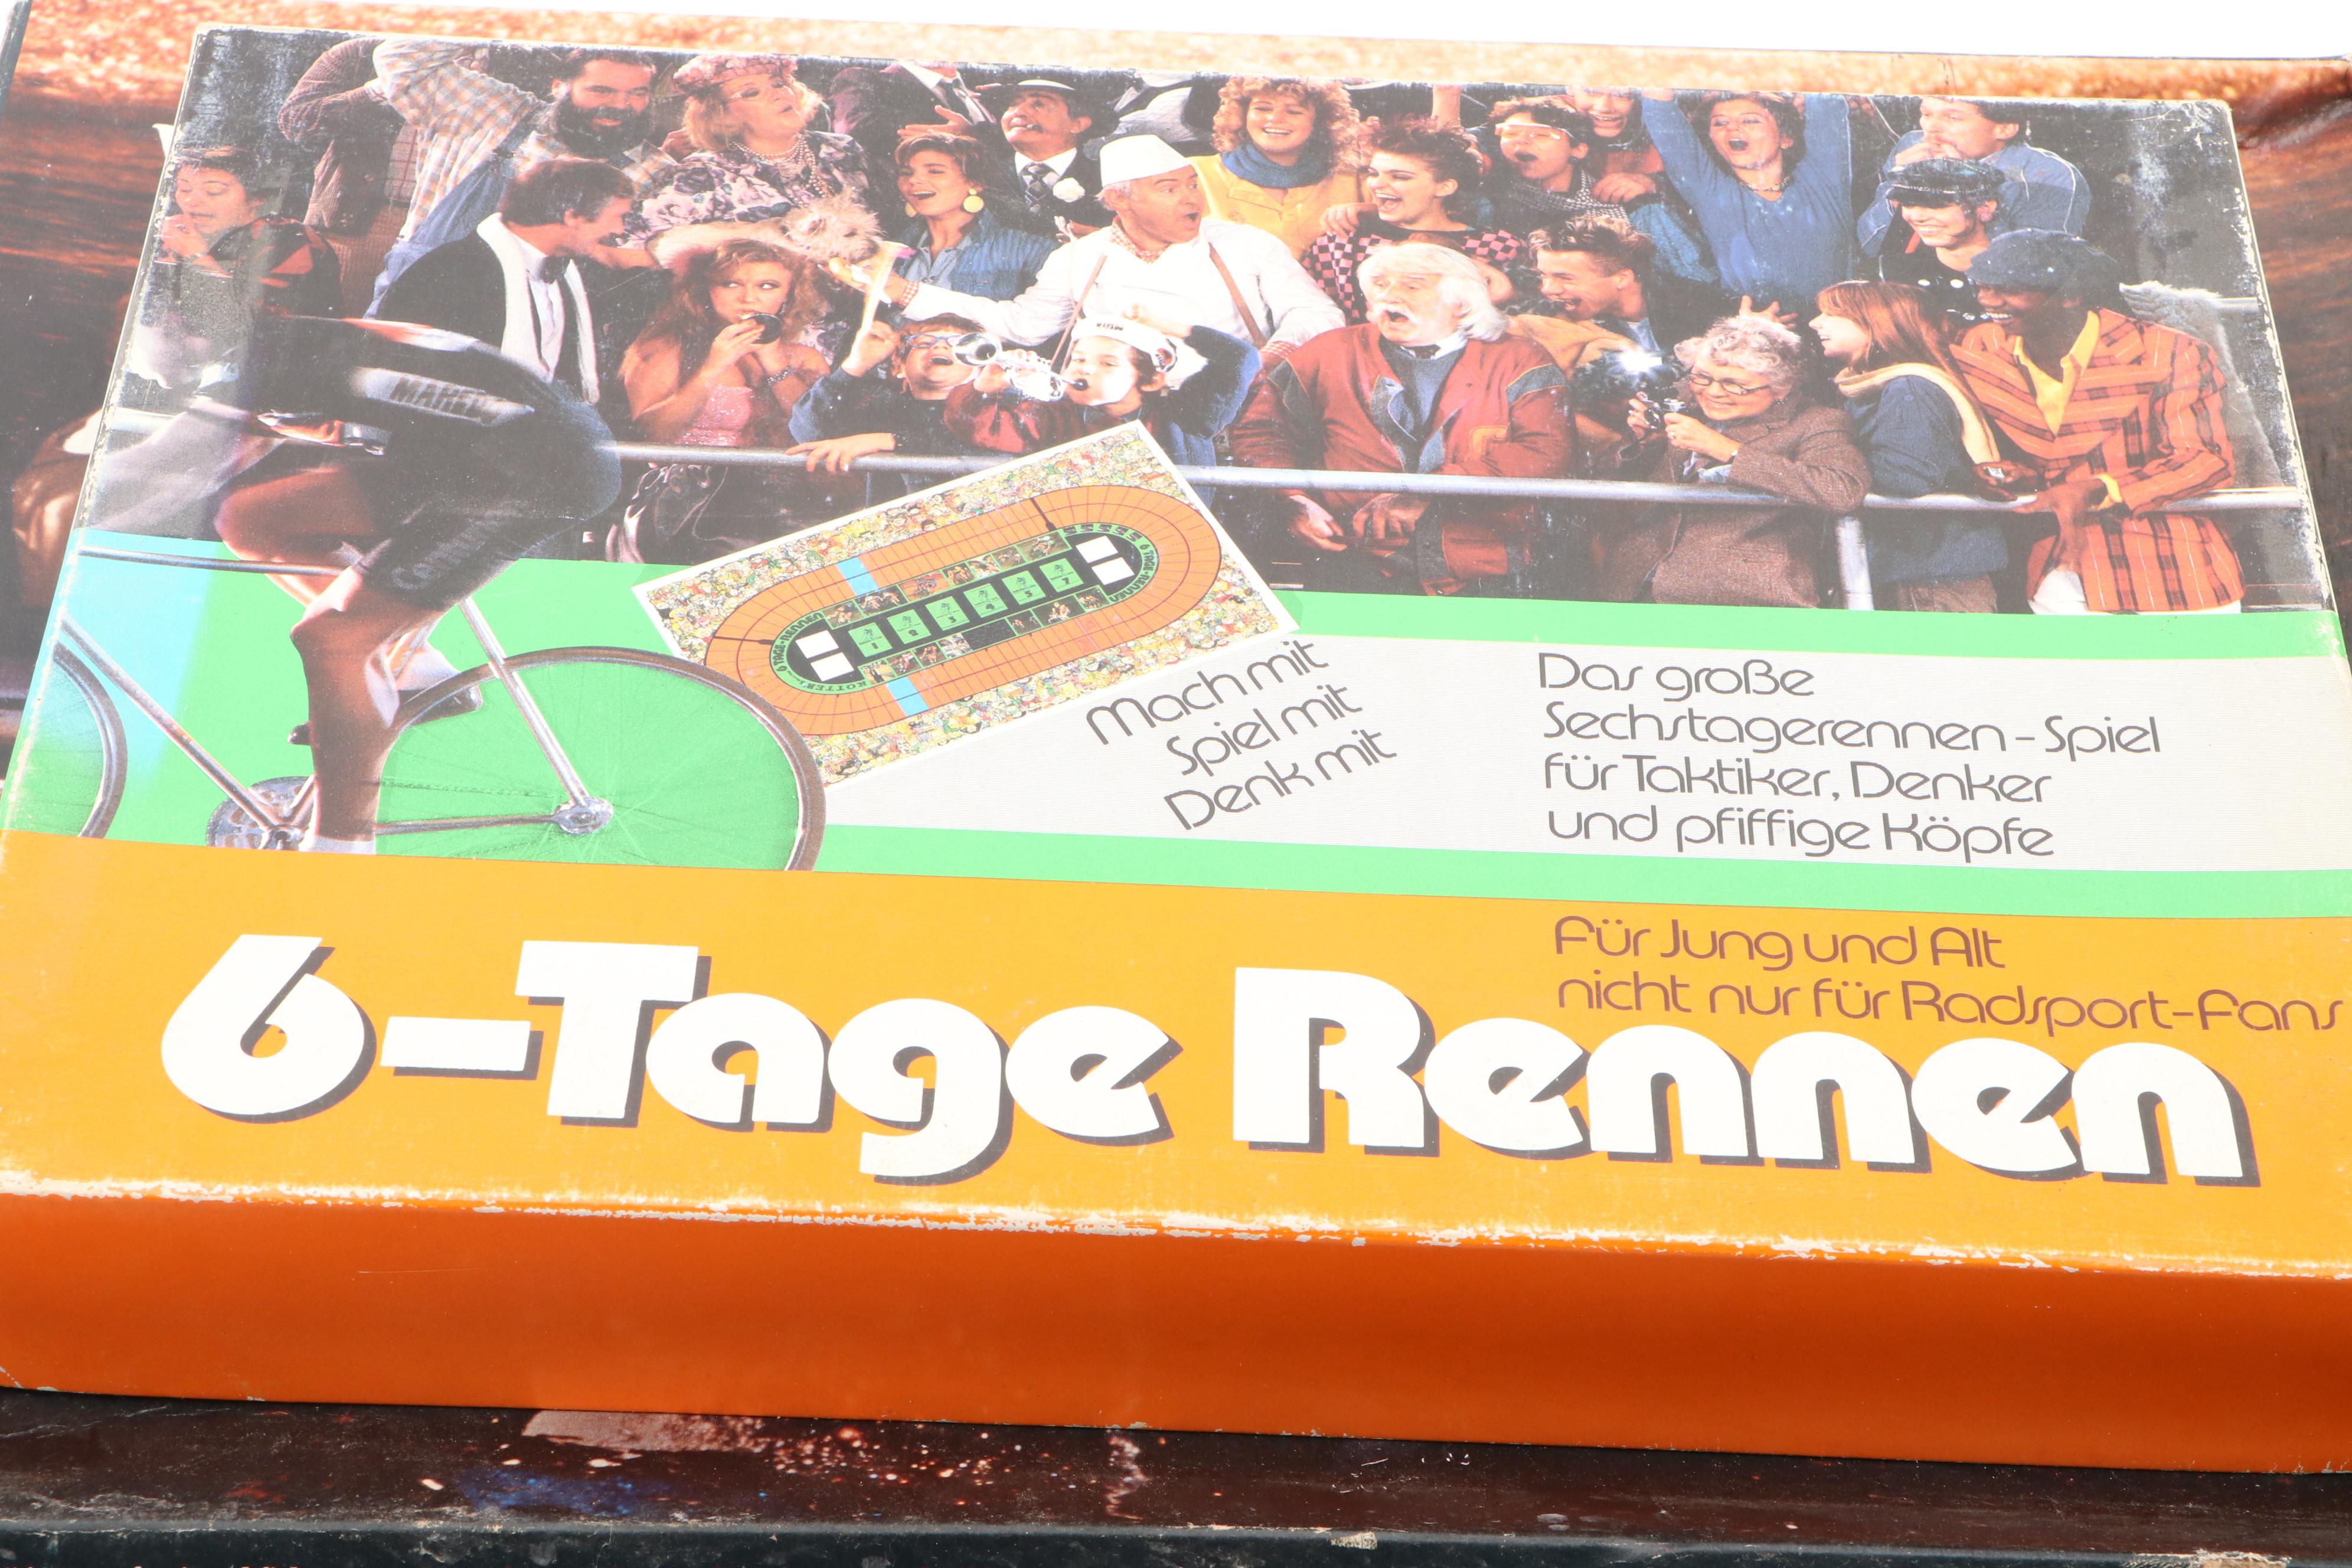 Mach mit
Spiel mit
Denk mit
Das große
Sechstagerennen-Spiel
für Taktiker, Denker
und pfiffige Köpfe
Für Jung und Alt
nicht nur für Radsport-Fans
6-Tage Rennen